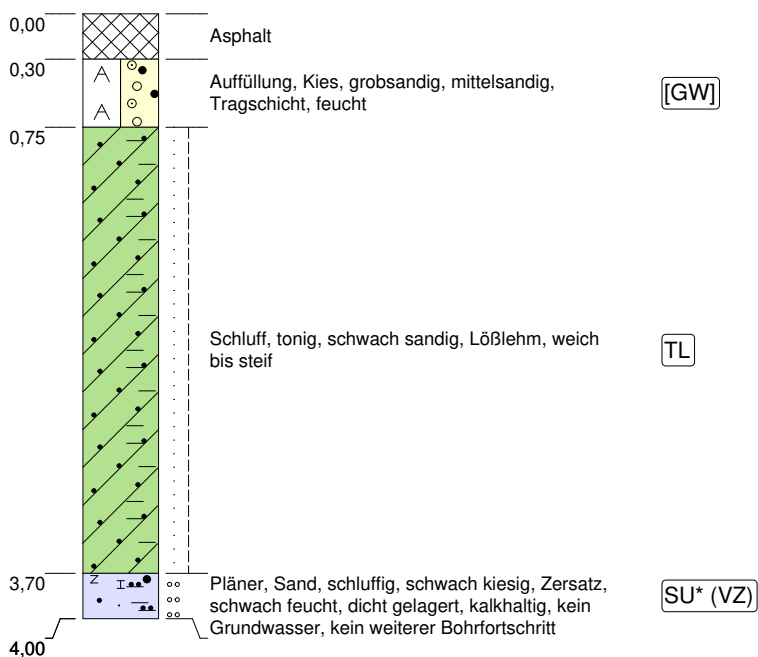 0,00
Asphalt
0,30
Auffüllung, Kies, grobsandig, mittelsandig,
Tragschicht, feucht
[GW]
0,75
Schluff, tonig, schwach sandig, Lößlehm, weich
bis steif
TL
3,70
Pläner, Sand, schluffig, schwach kiesig, Zersatz,
schwach feucht, dicht gelagert, kalkhaltig, kein
Grundwasser, kein weiterer Bohrfortschritt
SU* (VZ)
4,00